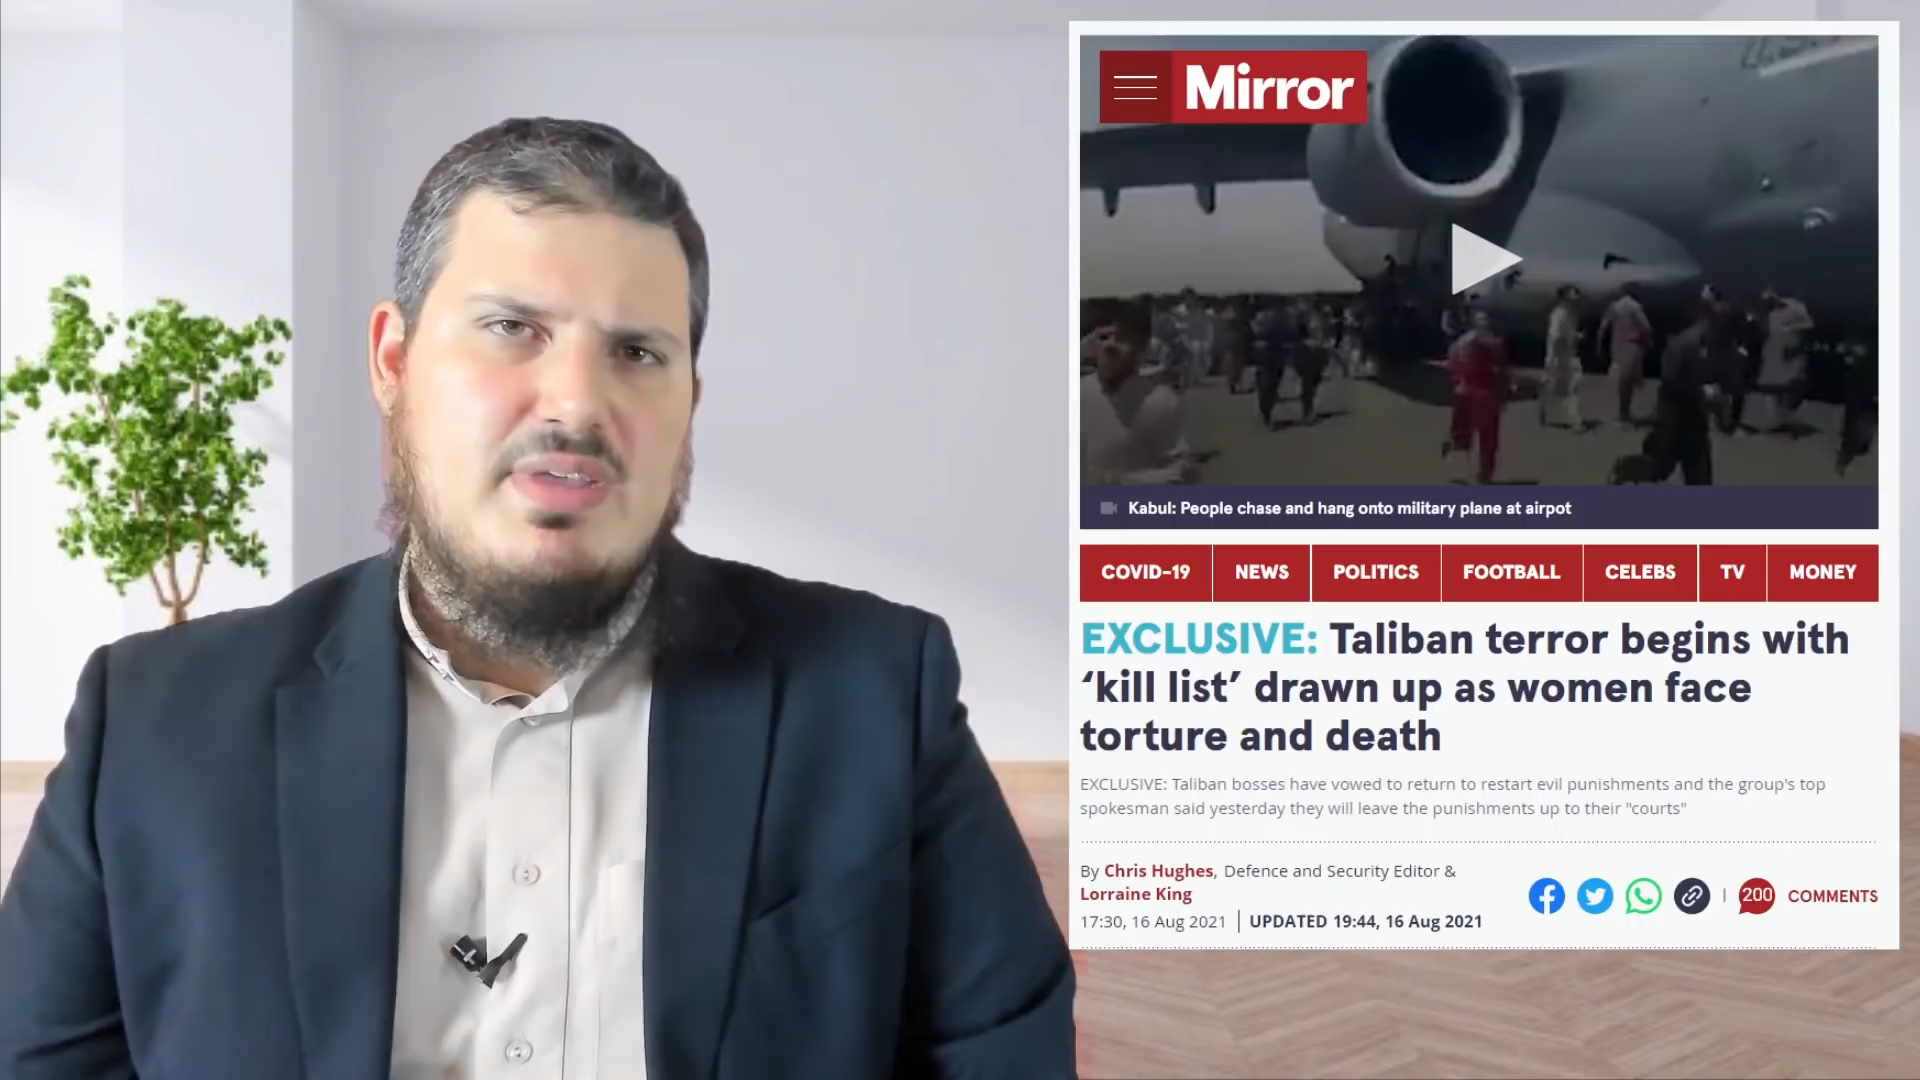 Mirror
Kabul: People chase and hang onto military plane at airpot
COVID-19 NEWS POLITICS FOOTBALL CELEBS TV MONEY
EXCLUSIVE: Taliban terror begins with
‘kill list’ drawn up as women face
torture and death
EXCLUSIVE: Taliban bosses have vowed to return to restart evil punishments and the group's top
spokesman said yesterday they will leave the punishments up to their "courts"
By Chris Hughes, Defence and Security Editor &
Lorraine King
17:30, 16 Aug 2021 | UPDATED 19:44, 16 Aug 2021
200 COMMENTS